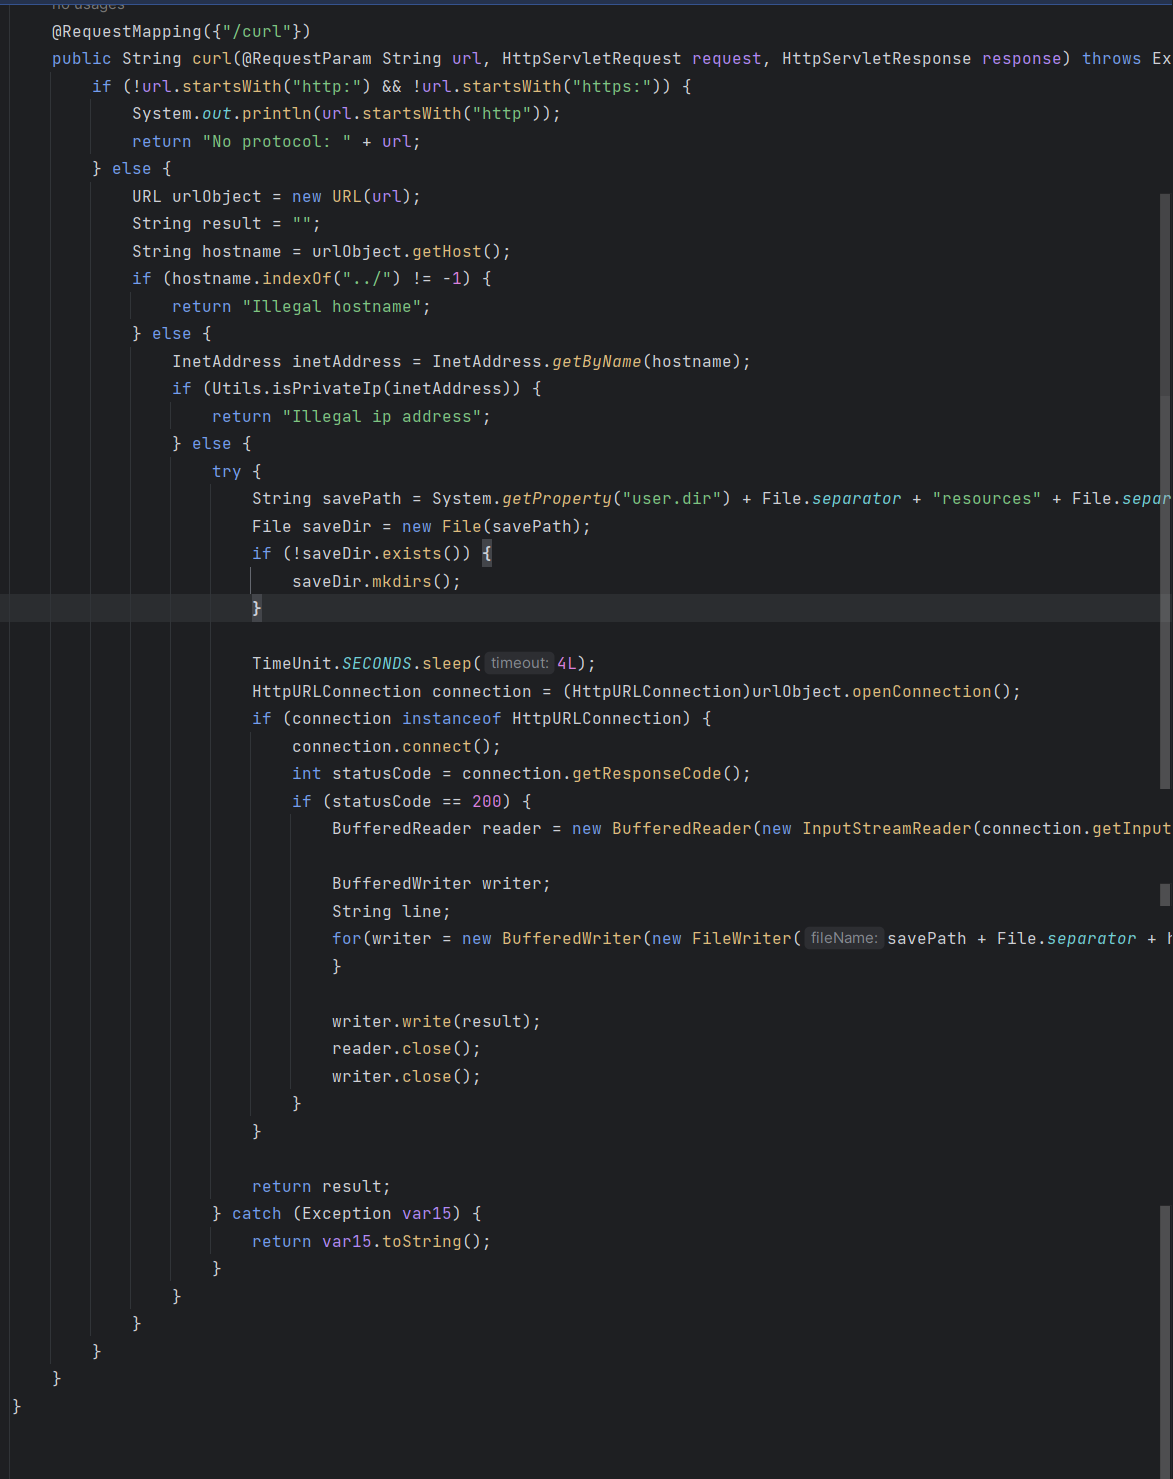 no usages
@RequestMapping({"/curl"})
public String curl(@RequestParam String url, HttpServletRequest request, HttpServletResponse response) throws Ex
if (!url.startsWith("http:") && !url.startsWith("https:")) {
System.out.println(url.startsWith("http"));
return "No protocol: " + url;
} else {
URL urlObject = new URL(url);
String result = "";
String hostname = urlObject.getHost();
if (hostname.indexOf("../") != -1) {
return "Illegal hostname";
} else {
InetAddress inetAddress = InetAddress.getByName(hostname);
if (Utils.isPrivateIp(inetAddress)) {
return "Illegal ip address";
} else {
try {
String savePath = System.getProperty("user.dir") + File.separator + "resources" + File.separ
File saveDir = new File(savePath);
if (!saveDir.exists()) {
saveDir.mkdirs();
}
TimeUnit.SECONDS.sleep( timeout: 4L);
HttpURLConnection connection = (HttpURLConnection)urlObject.openConnection();
if (connection instanceof HttpURLConnection) {
connection.connect();
int statusCode = connection.getResponseCode();
if (statusCode == 200) {
BufferedReader reader = new BufferedReader(new InputStreamReader(connection.getInput
BufferedWriter writer;
String line;
for(writer = new BufferedWriter(new FileWriter( fileName: savePath + File.separator + h
}
writer.write(result);
reader.close();
writer.close();
}
}
return result;
} catch (Exception var15) {
return var15.toString();
}
}
}
}
}
}